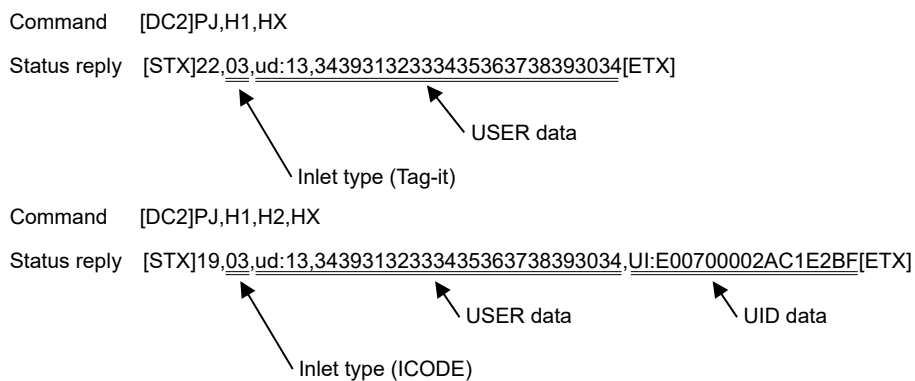 Command [DC2]PJ,H1,HX
Status reply [STX]22,03,ud:13,34393132333435363738393034[ETX]
USER data
Inlet type (Tag-it)
Command [DC2]PJ,H1,H2,HX
Status reply [STX]19,03,ud:13,34393132333435363738393034,UI:E00700002AC1E2BF[ETX]
USER data UID data
Inlet type (ICODE)